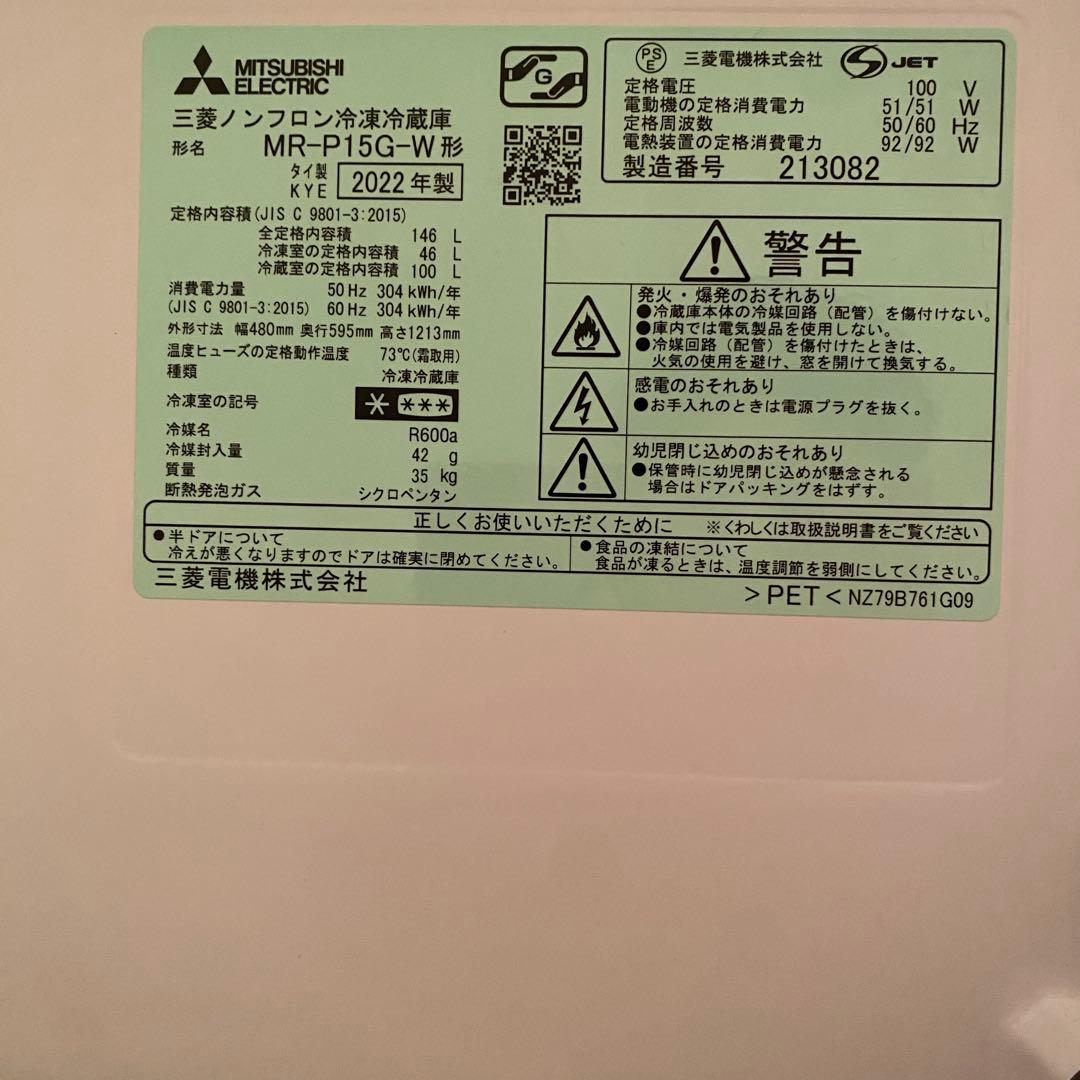 MITSUBISHI
ELECTRIC
三菱ノンフロン冷凍冷蔵庫
形名 MR-P15G-W形
タイ製
KYE 2022年製
定格内容積(JIS C 9801-3:2015)
全定格内容積 146 L
冷凍室の定格内容積 46 L
冷蔵室の定格内容積 100 L
消費電力量 50 Hz 304 kWh/年
(JIS C 9801-3:2015) 60 Hz 304 kWh/年
外形寸法 幅480mm 奥行595mm 高さ1213mm
温度ヒューズの定格動作温度 73℃(霜取用)
種類 冷凍冷蔵庫
冷凍室の記号 * ***
冷媒名 R600a
冷媒封入量 42 g
質量 35 kg
断熱発泡ガス シクロペンタン
G
PS
E 三菱電機株式会社 S JET
定格電圧 100 V
電動機の定格消費電力 51/51 W
定格周波数 50/60 Hz
電熱装置の定格消費電力 92/92 W
製造番号 213082
警告
発火・爆発のおそれあり
●冷蔵庫本体の冷媒回路(配管)を傷付けない。
●庫内では電気製品を使用しない。
●冷媒回路(配管)を傷付けたときは、
火気の使用を避け、窓を開けて換気する。
感電のおそれあり
●お手入れのときは電源プラグを抜く。
幼児閉じ込めのおそれあり
●保管時に幼児閉じ込めが懸念される
場合はドアパッキングをはずす。
正しくお使いいただくために ※くわしくは取扱説明書をご覧ください
●半ドアについて
冷えが悪くなりますのでドアは確実に閉めてください。
●食品の凍結について
食品が凍るときは、温度調節を弱側にしてください。
三菱電機株式会社
>PET< NZ79B761G09